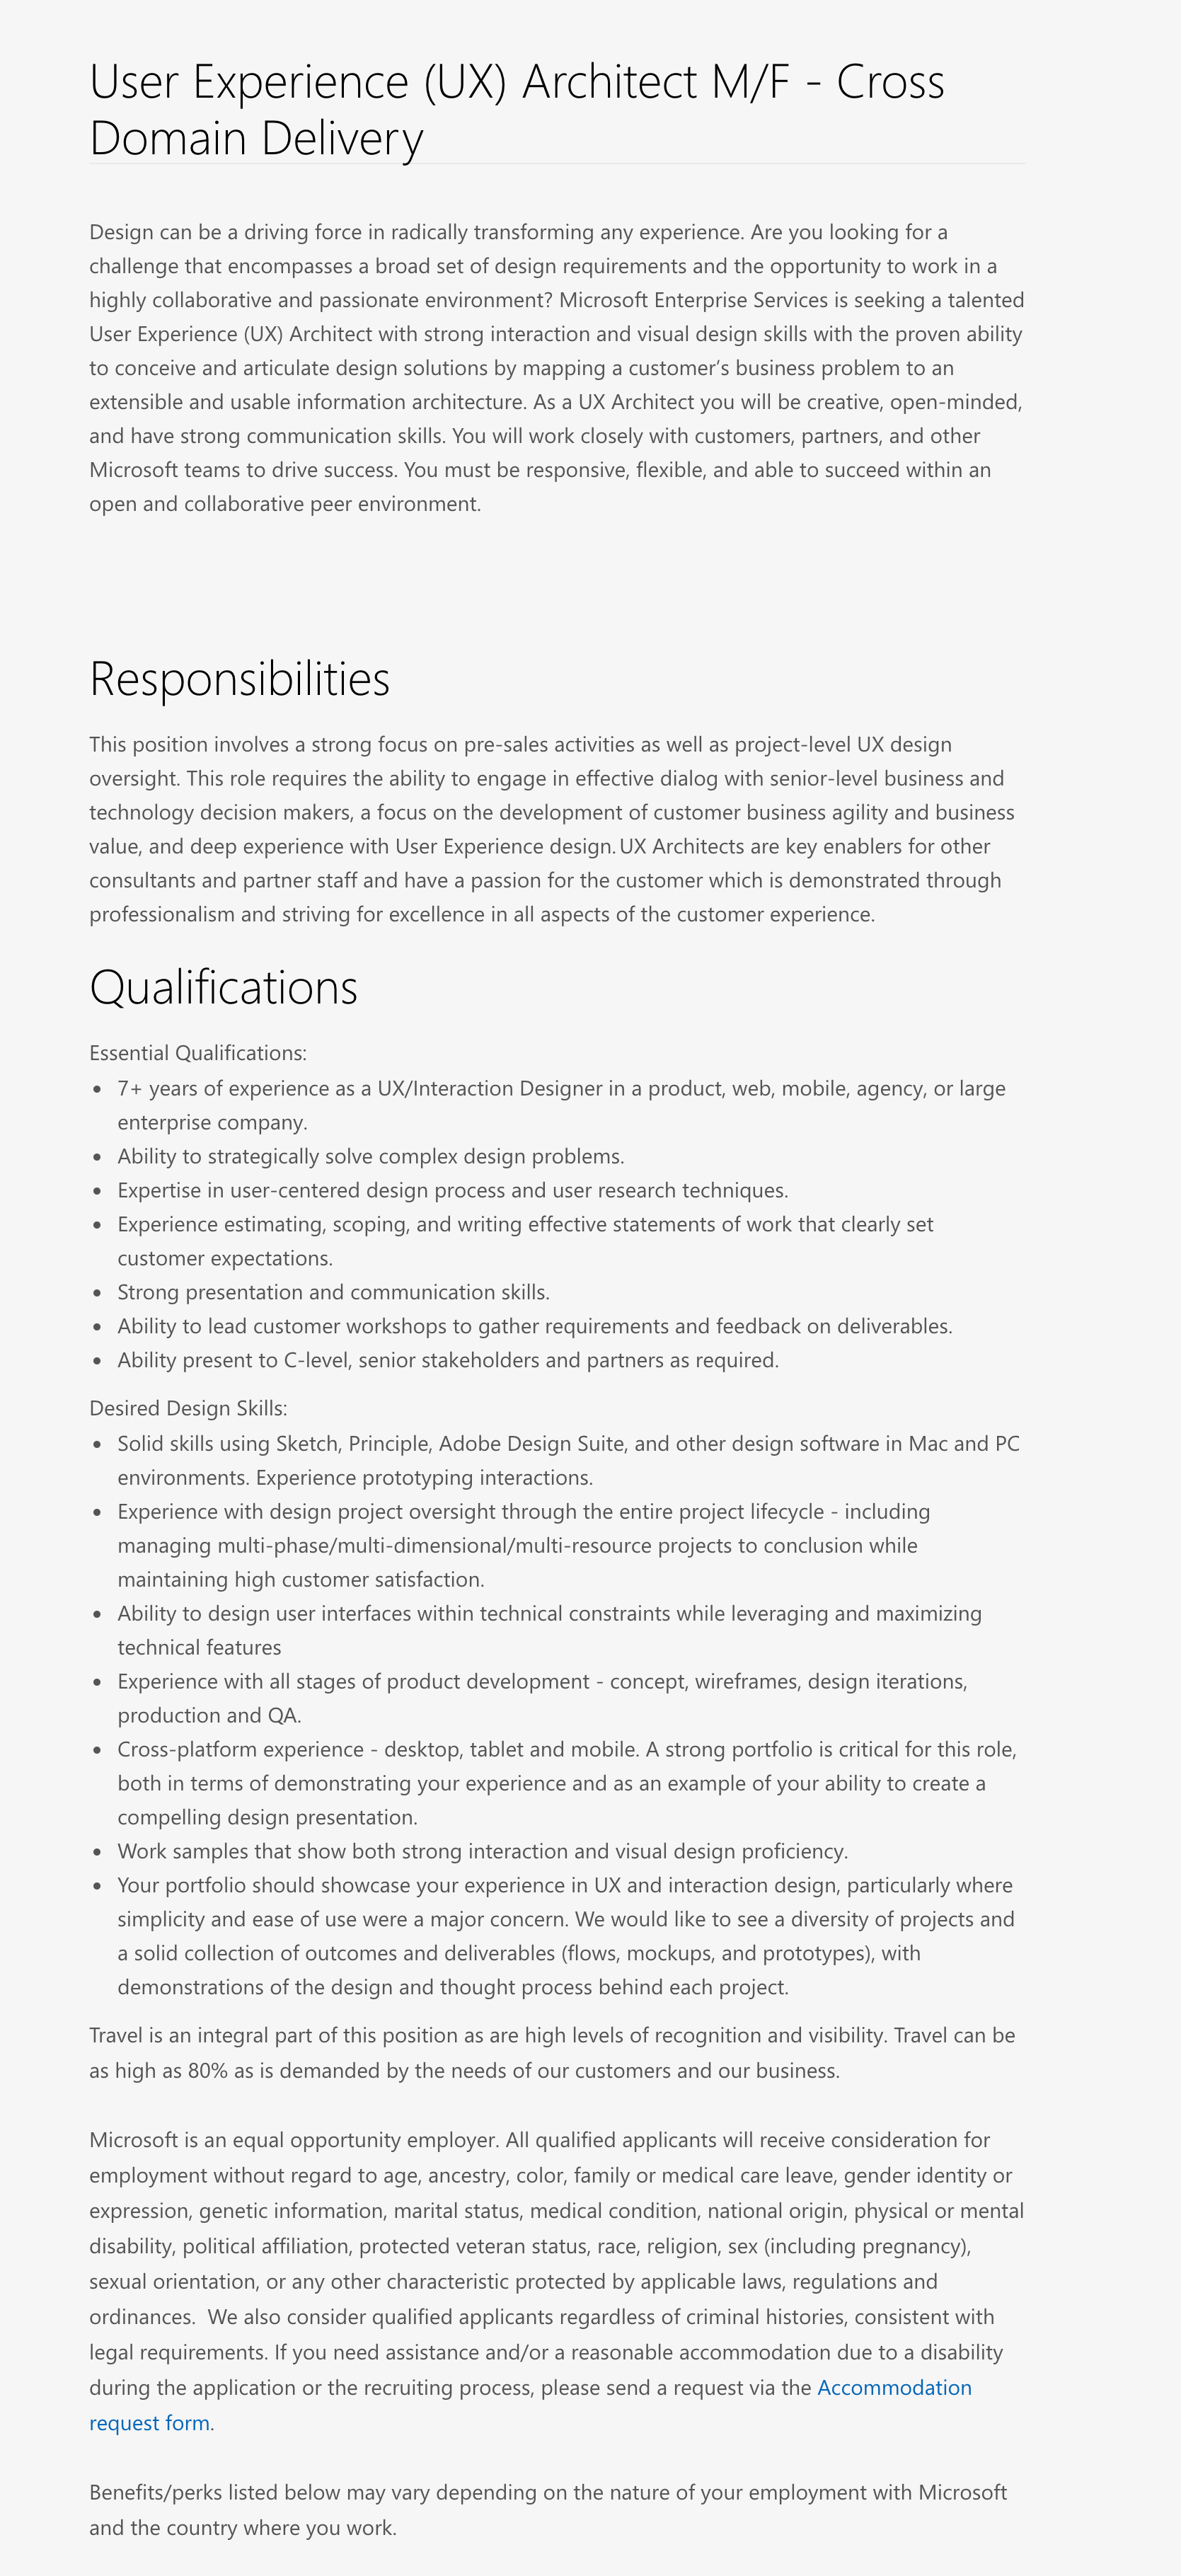 User Experience (UX) Architect M/F - Cross
Domain Delivery
Design can be a driving force in radically transforming any experience. Are you looking for a
challenge that encompasses a broad set of design requirements and the opportunity to work in a
highly collaborative and passionate environment? Microsoft Enterprise Services is seeking a talented
User Experience (UX) Architect with strong interaction and visual design skills with the proven ability
to conceive and articulate design solutions by mapping a customer’s business problem to an
extensible and usable information architecture. As a UX Architect you will be creative, open-minded,
and have strong communication skills. You will work closely with customers, partners, and other
Microsoft teams to drive success. You must be responsive, flexible, and able to succeed within an
open and collaborative peer environment.
Responsibilities
This position involves a strong focus on pre-sales activities as well as project-level UX design
oversight. This role requires the ability to engage in effective dialog with senior-level business and
technology decision makers, a focus on the development of customer business agility and business
value, and deep experience with User Experience design. UX Architects are key enablers for other
consultants and partner staff and have a passion for the customer which is demonstrated through
professionalism and striving for excellence in all aspects of the customer experience.
Qualifications
Essential Qualifications:
• 7+ years of experience as a UX/Interaction Designer in a product, web, mobile, agency, or large
enterprise company.
• Ability to strategically solve complex design problems.
• Expertise in user-centered design process and user research techniques.
• Experience estimating, scoping, and writing effective statements of work that clearly set
customer expectations.
• Strong presentation and communication skills.
• Ability to lead customer workshops to gather requirements and feedback on deliverables.
• Ability present to C-level, senior stakeholders and partners as required.
Desired Design Skills:
• Solid skills using Sketch, Principle, Adobe Design Suite, and other design software in Mac and PC
environments. Experience prototyping interactions.
• Experience with design project oversight through the entire project lifecycle - including
managing multi-phase/multi-dimensional/multi-resource projects to conclusion while
maintaining high customer satisfaction.
• Ability to design user interfaces within technical constraints while leveraging and maximizing
technical features
• Experience with all stages of product development - concept, wireframes, design iterations,
production and QA.
• Cross-platform experience - desktop, tablet and mobile. A strong portfolio is critical for this role,
both in terms of demonstrating your experience and as an example of your ability to create a
compelling design presentation.
• Work samples that show both strong interaction and visual design proficiency.
• Your portfolio should showcase your experience in UX and interaction design, particularly where
simplicity and ease of use were a major concern. We would like to see a diversity of projects and
a solid collection of outcomes and deliverables (flows, mockups, and prototypes), with
demonstrations of the design and thought process behind each project.
Travel is an integral part of this position as are high levels of recognition and visibility. Travel can be
as high as 80% as is demanded by the needs of our customers and our business.
Microsoft is an equal opportunity employer. All qualified applicants will receive consideration for
employment without regard to age, ancestry, color, family or medical care leave, gender identity or
expression, genetic information, marital status, medical condition, national origin, physical or mental
disability, political affiliation, protected veteran status, race, religion, sex (including pregnancy),
sexual orientation, or any other characteristic protected by applicable laws, regulations and
ordinances.  We also consider qualified applicants regardless of criminal histories, consistent with
legal requirements. If you need assistance and/or a reasonable accommodation due to a disability
during the application or the recruiting process, please send a request via the Accommodation
request form.
Benefits/perks listed below may vary depending on the nature of your employment with Microsoft
and the country where you work.